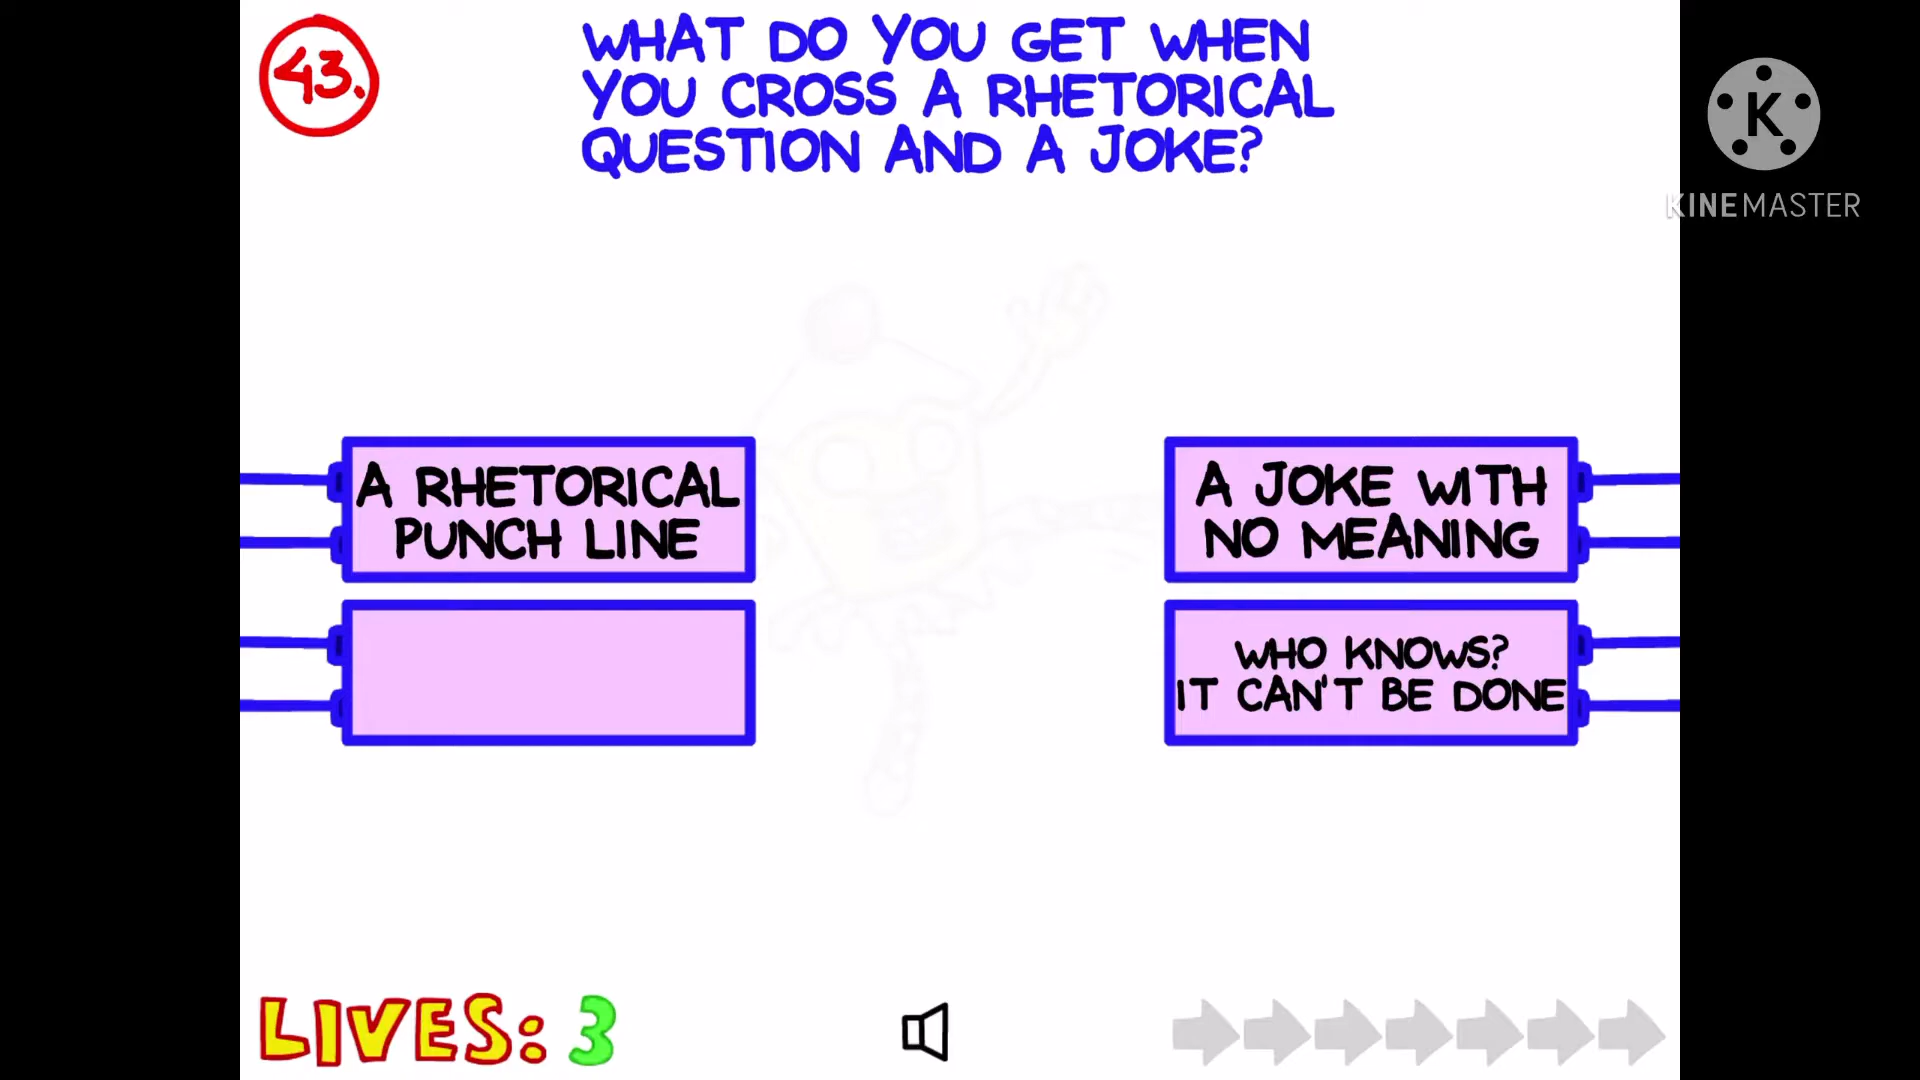 43.
WHAT DO YOU GET WHEN
YOU CROSS A RHETORICAL
QUESTION AND A JOKE?
K
KINEMASTER
A RHETORICAL
PUNCH LINE
A JOKE WITH
NO MEANING
WHO KNOWS?
IT CAN'T BE DONE
LIVES: 3